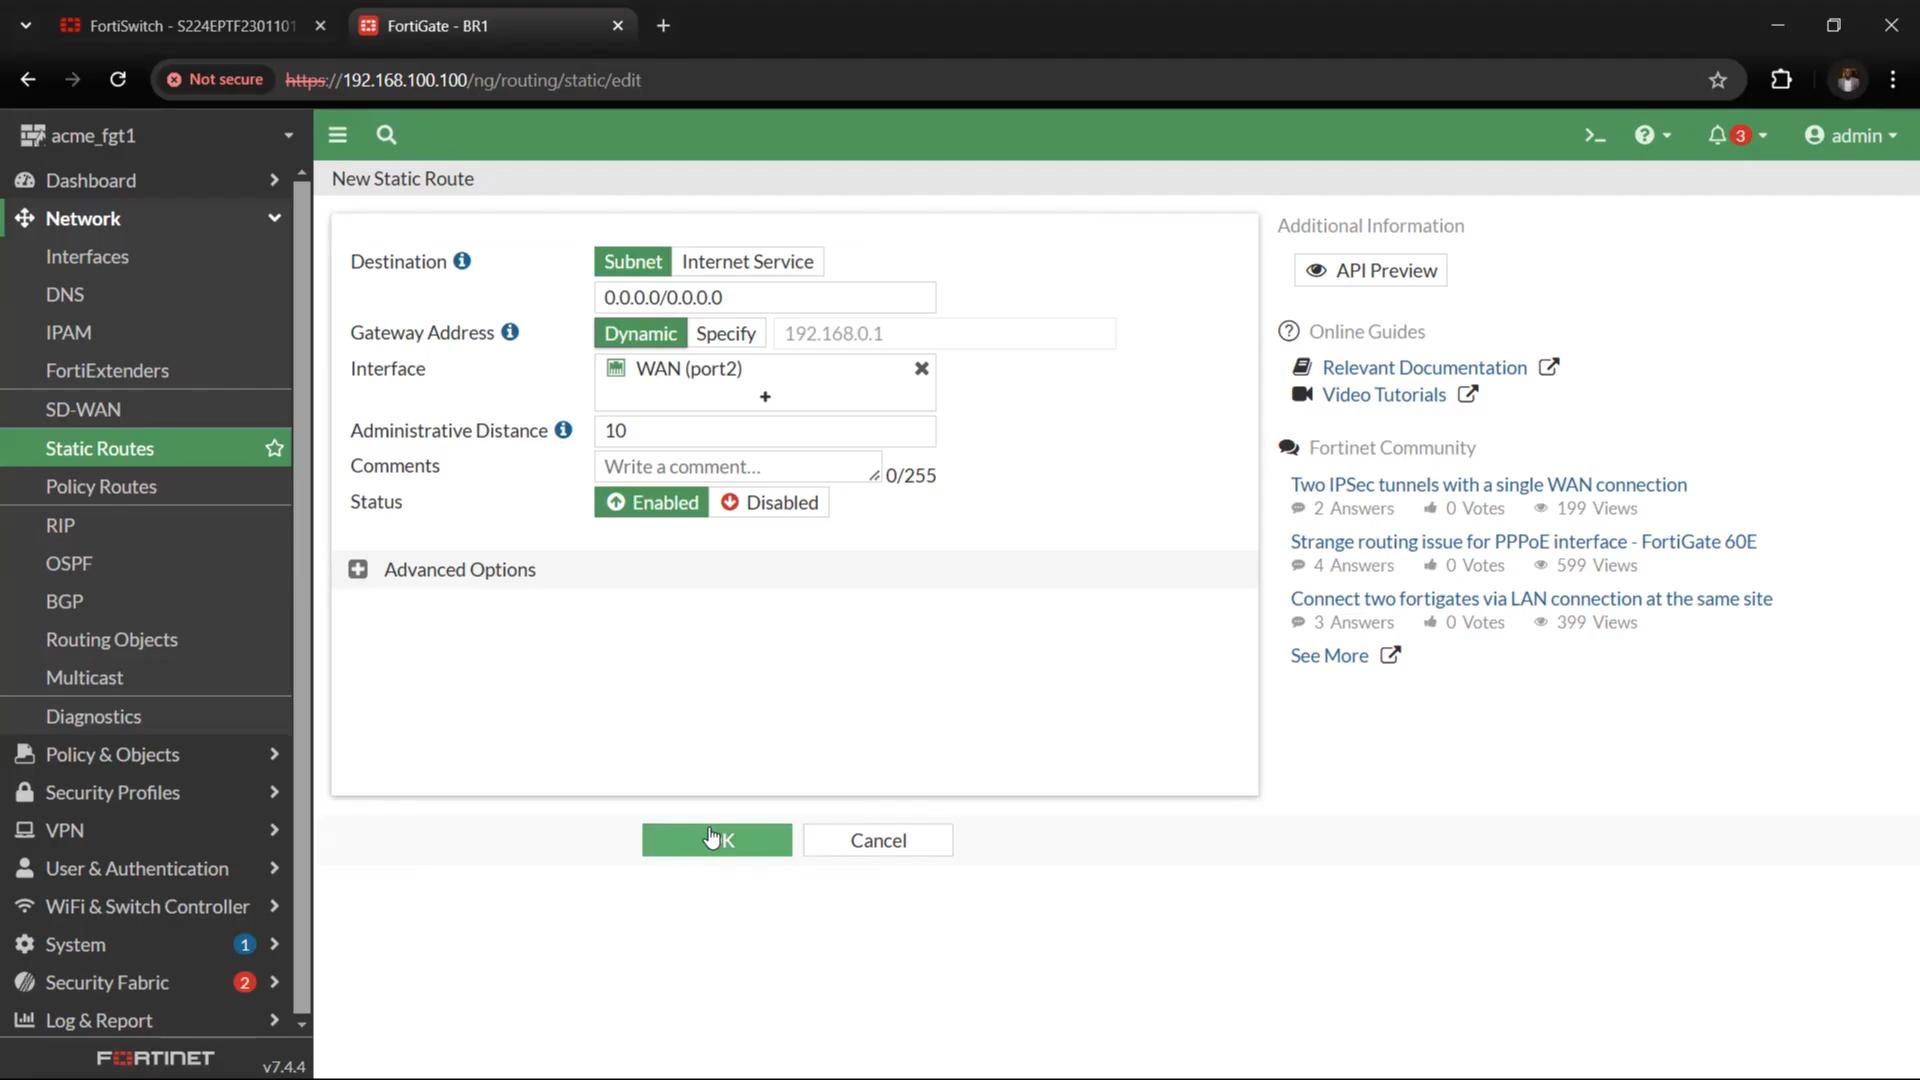 FortiSwitch - S224EPTF2301101
FortiGate - BR1
Not secure https://192.168.100.100/ng/routing/static/edit
acme_fgt1
3 admin
Dashboard
Network
Interfaces
DNS
IPAM
FortiExtenders
SD-WAN
Static Routes
Policy Routes
RIP
OSPF
BGP
Routing Objects
Multicast
Diagnostics
Policy & Objects
Security Profiles
VPN
User & Authentication
WiFi & Switch Controller
System 1
Security Fabric 2
Log & Report
FORTINET v7.4.4
New Static Route
Destination Subnet Internet Service
0.0.0.0/0.0.0.0
Gateway Address Dynamic Specify 192.168.0.1
Interface WAN (port2)
Administrative Distance 10
Comments Write a comment... 0/255
Status Enabled Disabled
Advanced Options
Cancel
Additional Information
API Preview
Online Guides
Relevant Documentation
Video Tutorials
Fortinet Community
Two IPSec tunnels with a single WAN connection
2 Answers 0 Votes 199 Views
Strange routing issue for PPPoE interface - FortiGate 60E
4 Answers 0 Votes 599 Views
Connect two fortigates via LAN connection at the same site
3 Answers 0 Votes 399 Views
See More